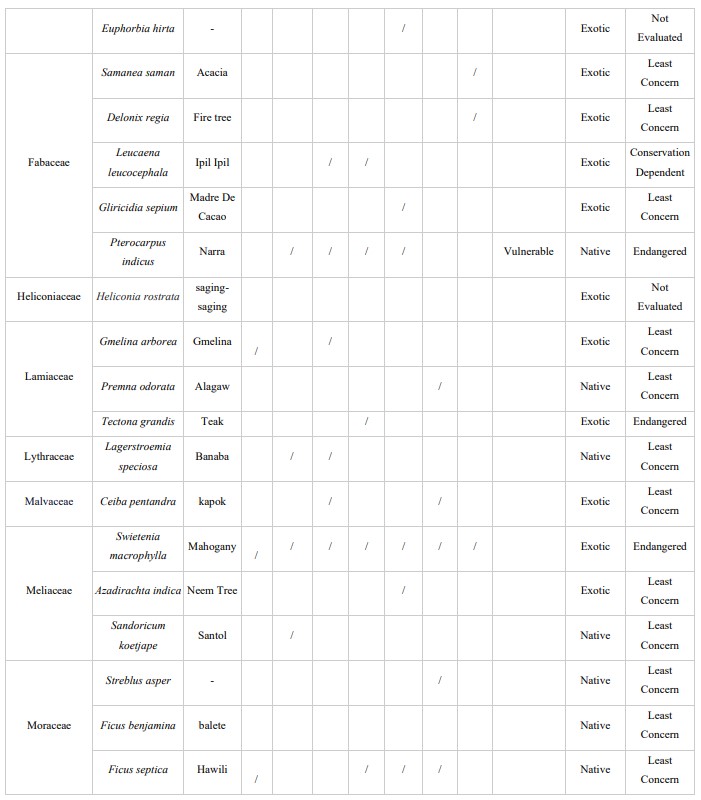 Euphorbia hirta - / Exotic Not Evaluated
Fabaceae
Samanea saman Acacia / Exotic Least Concern
Delonix regia Fire tree / Exotic Least Concern
Leucaena leucocephala Ipil Ipil / / Exotic Conservation Dependent
Gliricidia sepium Madre De Cacao / Exotic Least Concern
Pterocarpus indicus Narra / / / / Vulnerable Native Endangered
Heliconiaceae Heliconia rostrata saging-saging Exotic Not Evaluated
Lamiaceae
Gmelina arborea Gmelina / / Exotic Least Concern
Premna odorata Alagaw / Native Least Concern
Tectona grandis Teak / Exotic Endangered
Lythraceae Lagerstroemia speciosa Banaba / / Native Least Concern
Malvaceae Ceiba pentandra kapok / / Exotic Least Concern
Meliaceae
Swietenia macrophylla Mahogany / / / / / / / Exotic Endangered
Azadirachta indica Neem Tree / Exotic Least Concern
Sandoricum koetjape Santol / Native Least Concern
Moraceae
Streblus asper - / Native Least Concern
Ficus benjamina balete Native Least Concern
Ficus septica Hawili / / / / Native Least Concern